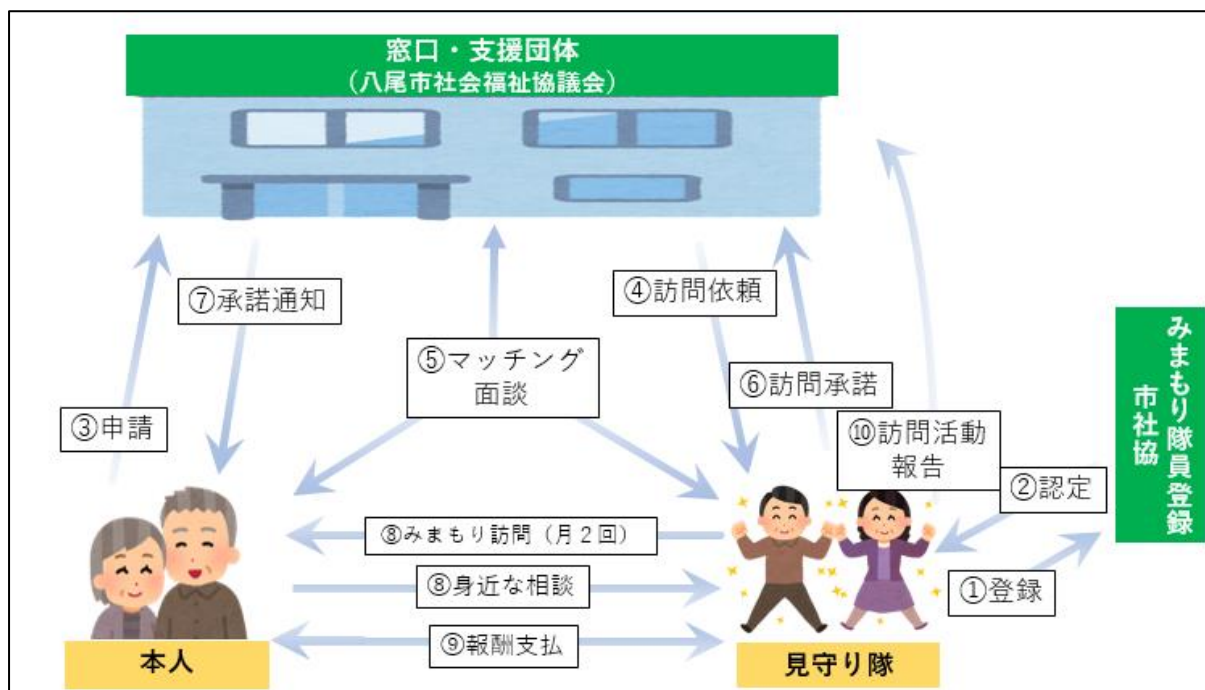 窓口・支援団体
（八尾市社会福祉協議会）
⑦承諾通知
④訪問依頼
⑤マッチング
面談
⑥訪問承諾
③申請
⑩訪問活動
報告
②認定
みまもり隊員登録
市社協
⑧みまもり訪問（月２回）
⑧身近な相談
①登録
⑨報酬支払
本人
見守り隊